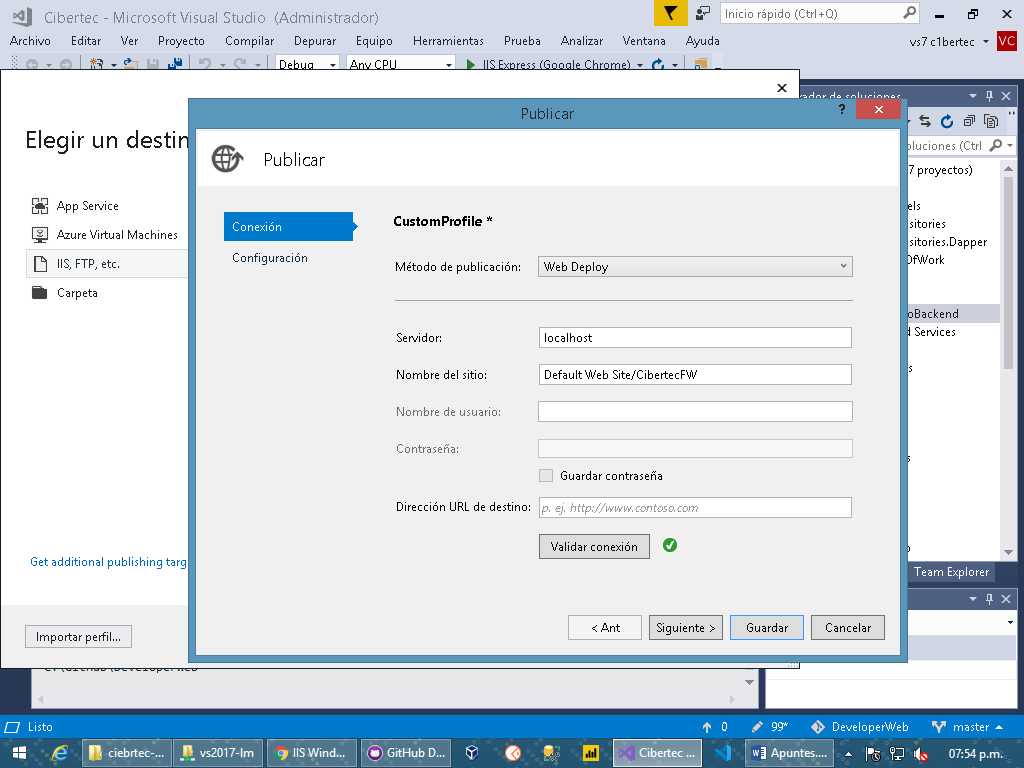 Cibertec - Microsoft Visual Studio (Administrador)
Inicio rápido (Ctrl+Q)
Archivo Editar Ver Proyecto Compilar Depurar Equipo Herramientas Prueba Analizar Ventana Ayuda
vs7 c1bertec VC
Debug Any CPU IIS Express (Google Chrome)
de soluciones
Elegir un destin
App Service
Azure Virtual Machines
IIS, FTP, etc.
Carpeta
Get additional publishing targ
Importar perfil...
Publicar
?
Publicar
Conexión
Configuración
CustomProfile *
Método de publicación: Web Deploy
Servidor: localhost
Nombre del sitio: Default Web Site/CibertecFW
Nombre de usuario:
Contraseña:
Guardar contraseña
Dirección URL de destino: p. ej. http://www.contoso.com
Validar conexión
< Ant Siguiente > Guardar Cancelar
oluciones (Ctrl
7 proyectos)
els
sitories
sitories.Dapper
OfWork
oBackend
d Services
Team Explorer
Listo
0 99* DeveloperWeb master
ciebrtec-... vs2017-Im IIS Wind... GitHub D... Cibertec ... Apuntes.... 07:54 p.m.